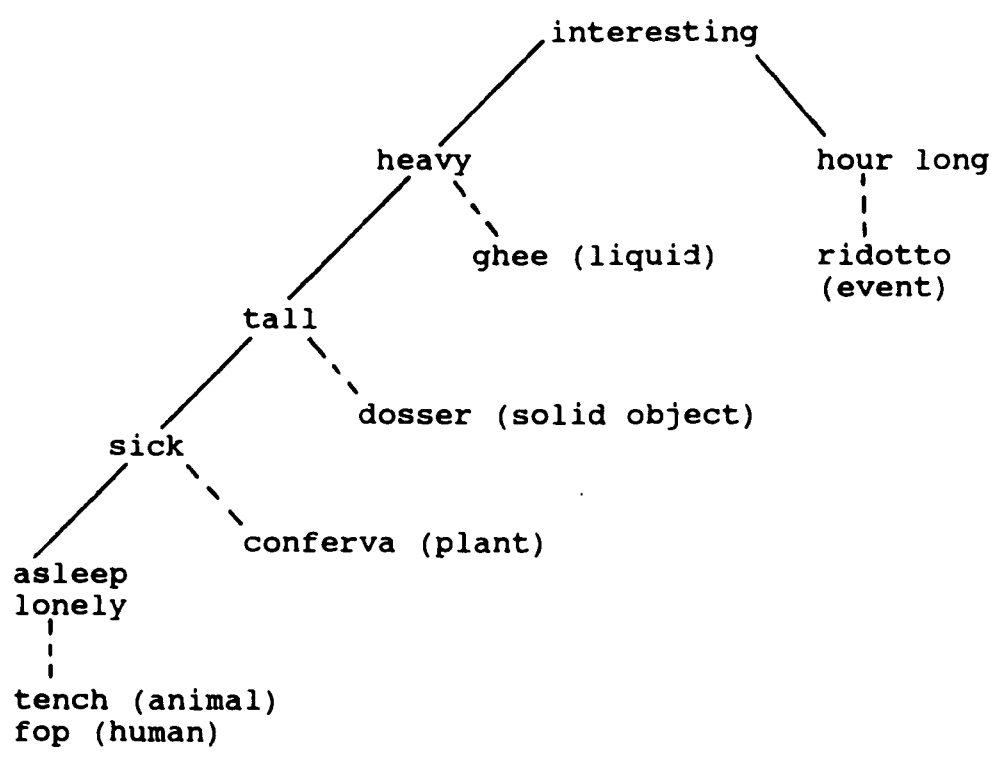 interesting
heavy
hour long
ghee (liquid)
ridotto
(event)
tall
dosser (solid object)
sick
conferva (plant)
asleep
lonely
tench (animal)
fop (human)